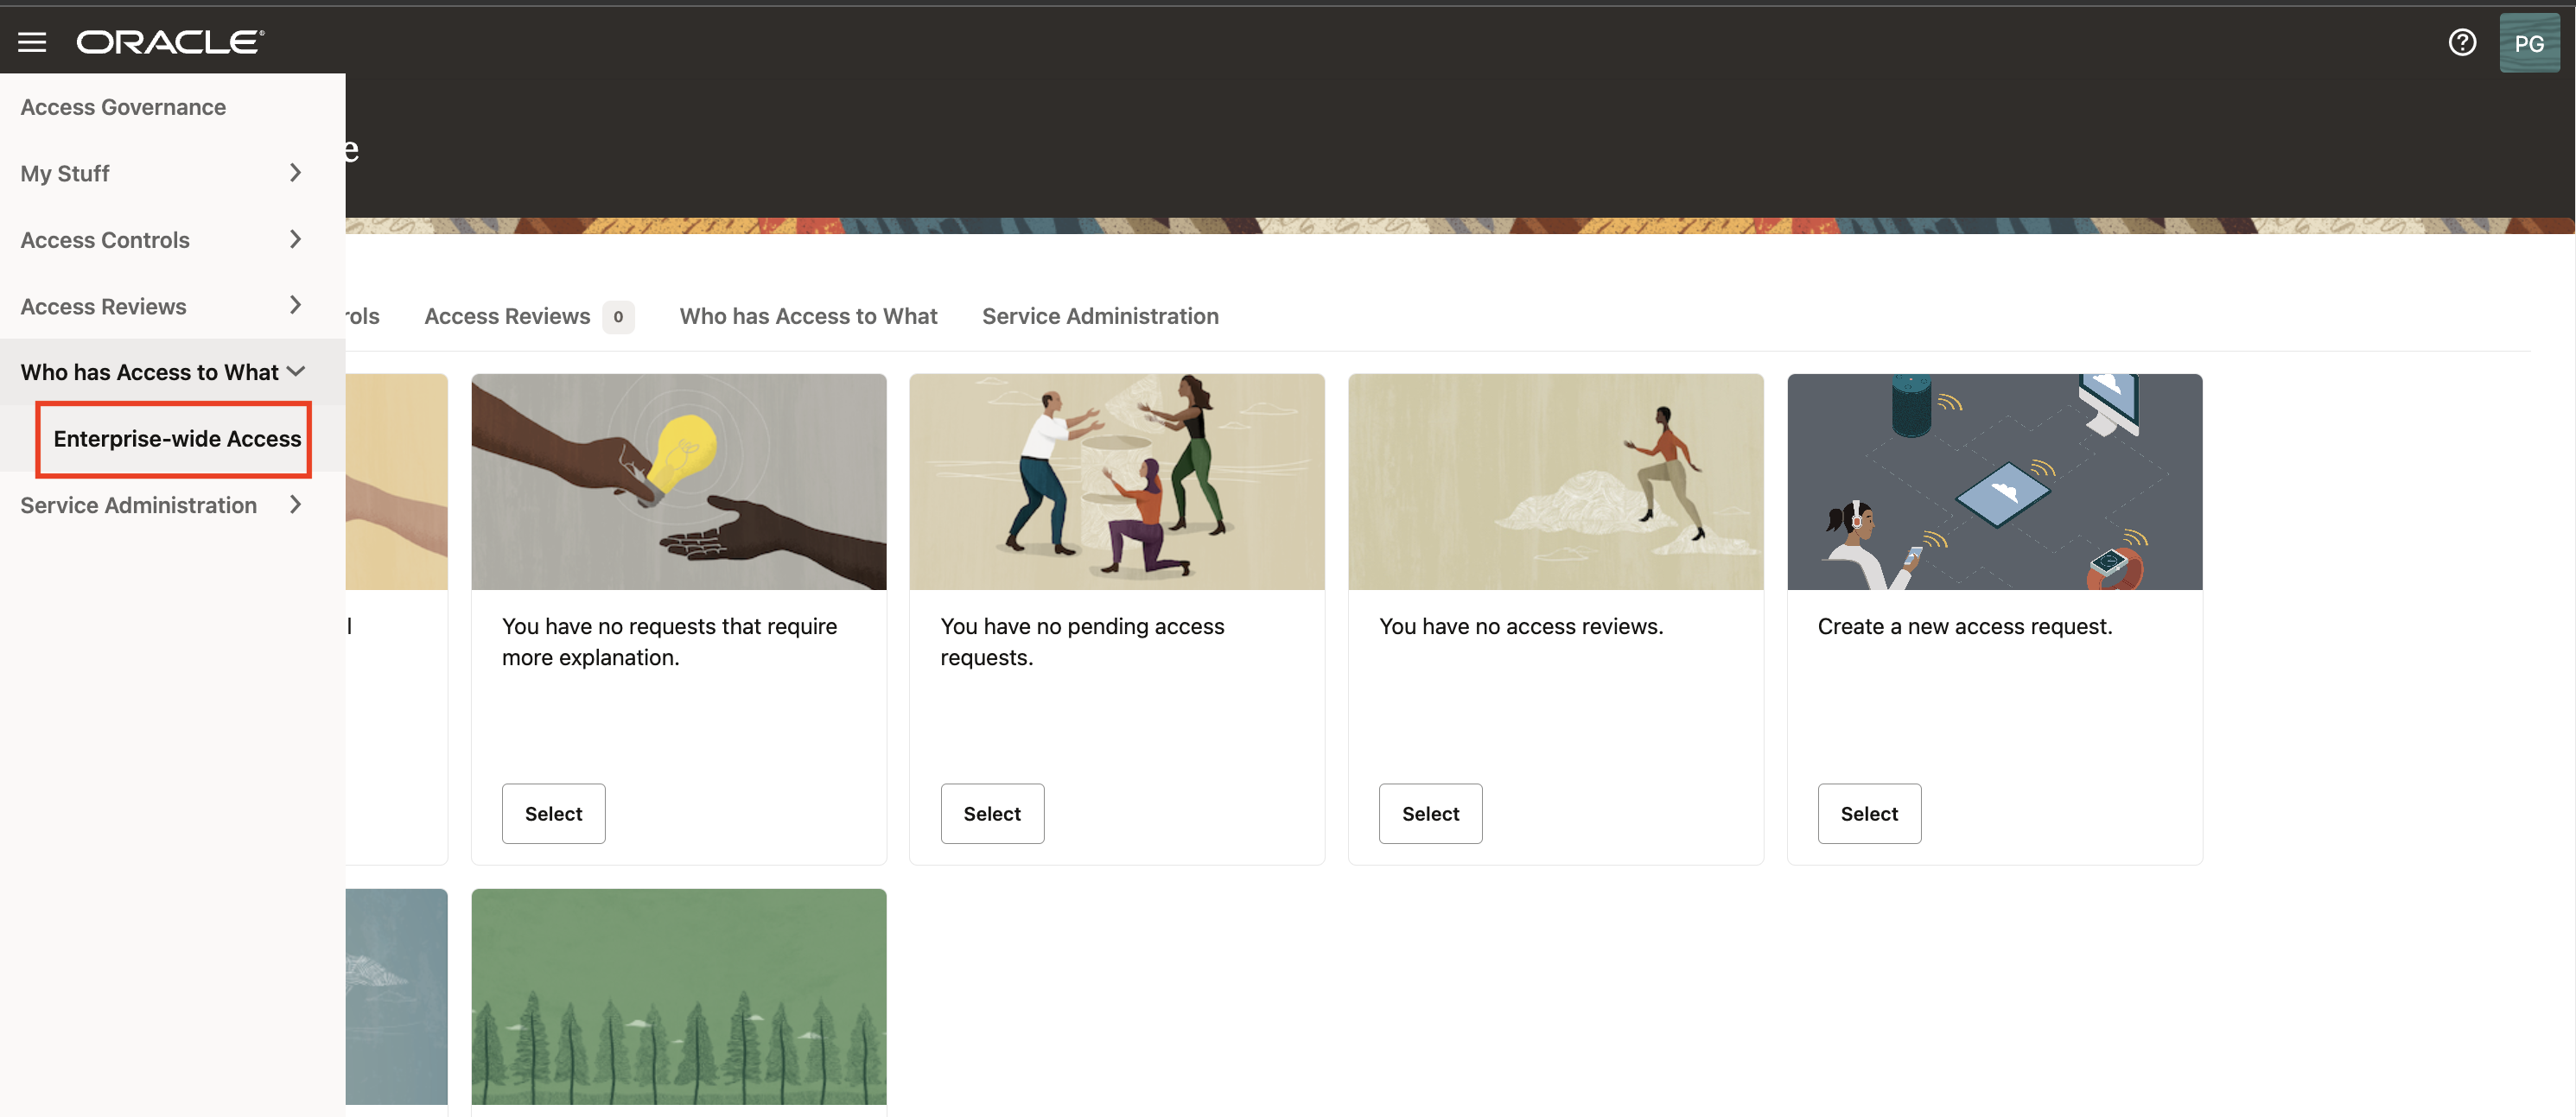 ORACLE
PG
Access Governance
e
My Stuff
Access Controls
Access Reviews
Who has Access to What
Enterprise-wide Access
Service Administration
rols
Access Reviews 0
Who has Access to What
Service Administration
l
You have no requests that require
more explanation.
Select
You have no pending access
requests.
Select
You have no access reviews.
Select
Create a new access request.
Select